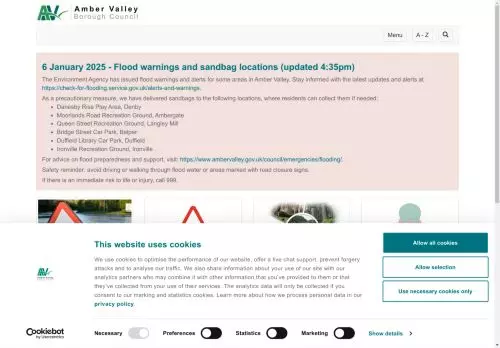 Amber Valley
Borough Council
Menu
A - Z
6 January 2025 - Flood warnings and sandbag locations (updated 4:35pm)
The Environment Agency has issued flood warnings and alerts for some areas in Amber Valley. Stay informed with the latest updates and alerts at
https://check-for-flooding.service.gov.uk/alerts-and-warnings.
As a precautionary measure, we have delivered sandbags to the following locations, where residents can collect them if needed:
Danesby Rise Play Area, Denby
Moorlands Road Recreation Ground, Ambergate
Queen Street Recreation Ground, Langley Mill
Bridge Street Car Park, Belper
Duffield Library Car Park, Duffield
Ironville Recreation Ground, Ironville
For advice on flood preparedness and support, visit: https://www.ambervalley.gov.uk/council/emergencies/flooding/.
Safety reminder: avoid driving or walking through flood water or areas marked with road closure signs.
If there is an immediate risk to life or injury, call 999.
This website uses cookies
We use cookies to optimise the performance of our website, offer a live chat support, prevent forgery
attacks and to analyse our traffic. We also share information about your use of our site with our
analytics partners who may combine it with other information that you've provided to them or that
they've collected from your use of their services. The analytics data will only be collected if you
consent to our marketing and statistics cookies. Learn more about how we process personal data in our
privacy policy.
Allow all cookies
Allow selection
Use necessary cookies only
Cookiebot
by Usercentrics
Necessary
Preferences
Statistics
Marketing
Show details